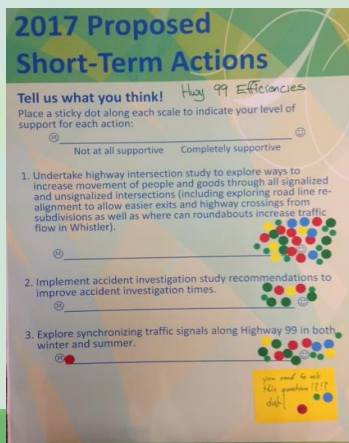 2017 Proposed
Short-Term Actions
Tell us what you think! Hwy 99 Efficiencies
Place a sticky dot along each scale to indicate your level of
support for each action:
Not at all supportive Completely supportive
1. Undertake highway intersection study to explore ways to
increase movement of people and goods through all signalized
and unsignalized intersections (including exploring road line re-
alignment to allow easier exits and highway crossings from
subdivisions as well as where can roundabouts increase traffic
flow in Whistler).
2. Implement accident investigation study recommendations to
improve accident investigation times.
3. Explore synchronizing traffic signals along Highway 99 in both
winter and summer.
you need to ask
this question!?!?
duh!